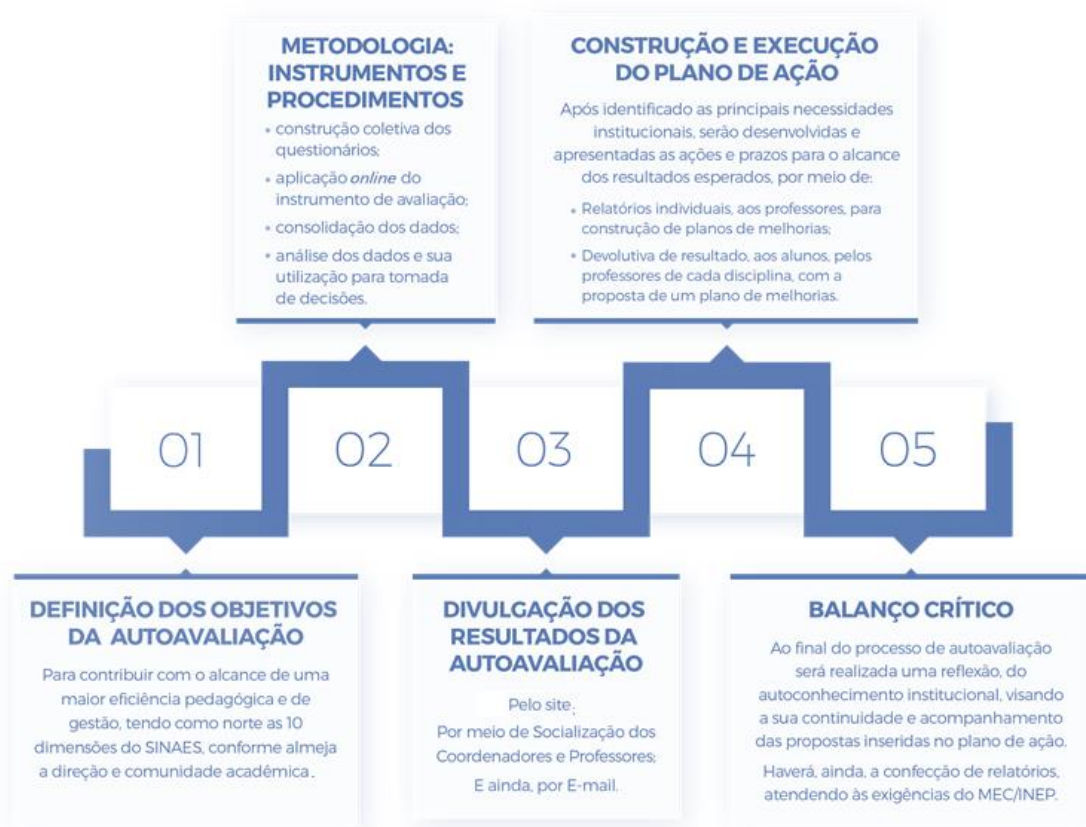 METODOLOGIA:
INSTRUMENTOS E
PROCEDIMENTOS
• construção coletiva dos
questionários;
• aplicação online do
instrumento de avaliação;
• consolidação dos dados;
• análise dos dados e sua
utilização para tomada
de decisões.
CONSTRUÇÃO E EXECUÇÃO
DO PLANO DE AÇÃO
Após identificado as principais necessidades
institucionais, serão desenvolvidas e
apresentadas as ações e prazos para o alcance
dos resultados esperados, por meio de:
• Relatórios individuais, aos professores, para
construção de planos de melhorias;
• Devolutiva de resultado, aos alunos, pelos
professores de cada disciplina, com a
proposta de um plano de melhorias.
01
02
03
04
05
DEFINIÇÃO DOS OBJETIVOS
DA AUTOAVALIAÇÃO
Para contribuir com o alcance de uma
maior eficiência pedagógica e de
gestão, tendo como norte as 10
dimensões do SINAES, conforme almeja
a direção e comunidade acadêmica.
DIVULGAÇÃO DOS
RESULTADOS DA
AUTOAVALIAÇÃO
Pelo site;
Por meio de Socialização dos
Coordenadores e Professores;
E ainda, por E-mail.
BALANÇO CRÍTICO
Ao final do processo de autoavaliação
será realizada uma reflexão, do
autoconhecimento institucional, visando
a sua continuidade e acompanhamento
das propostas inseridas no plano de ação.
Haverá, ainda, a confecção de relatórios,
atendendo às exigências do MEC/INEP.